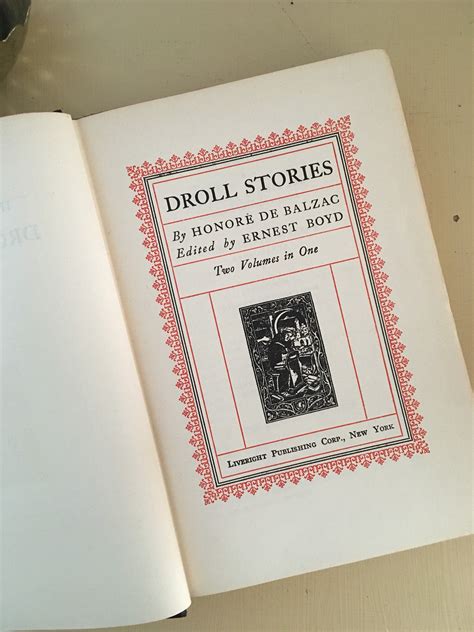 DROLL STORIES
By HONORÉ DE BALZAC
Edited by ERNEST BOYD
Two Volumes in One
LIVERIGHT PUBLISHING CORP., NEW YORK